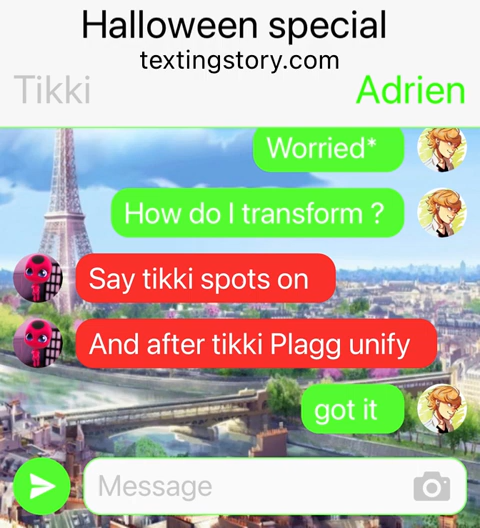 Halloween special
textingstory.com
Tikki
Adrien
Worried*
How do I transform ?
Say tikki spots on
And after tikki Plagg unify
got it
Message